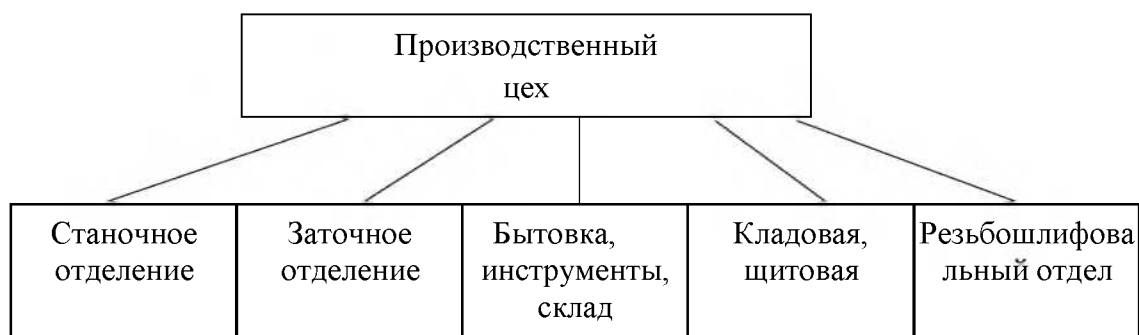 Производственный
цех
Станочное
отделение
Заточное
отделение
Бытовка,
инструменты,
склад
Кладовая,
щитовая
Резьбошлифова
льный отдел